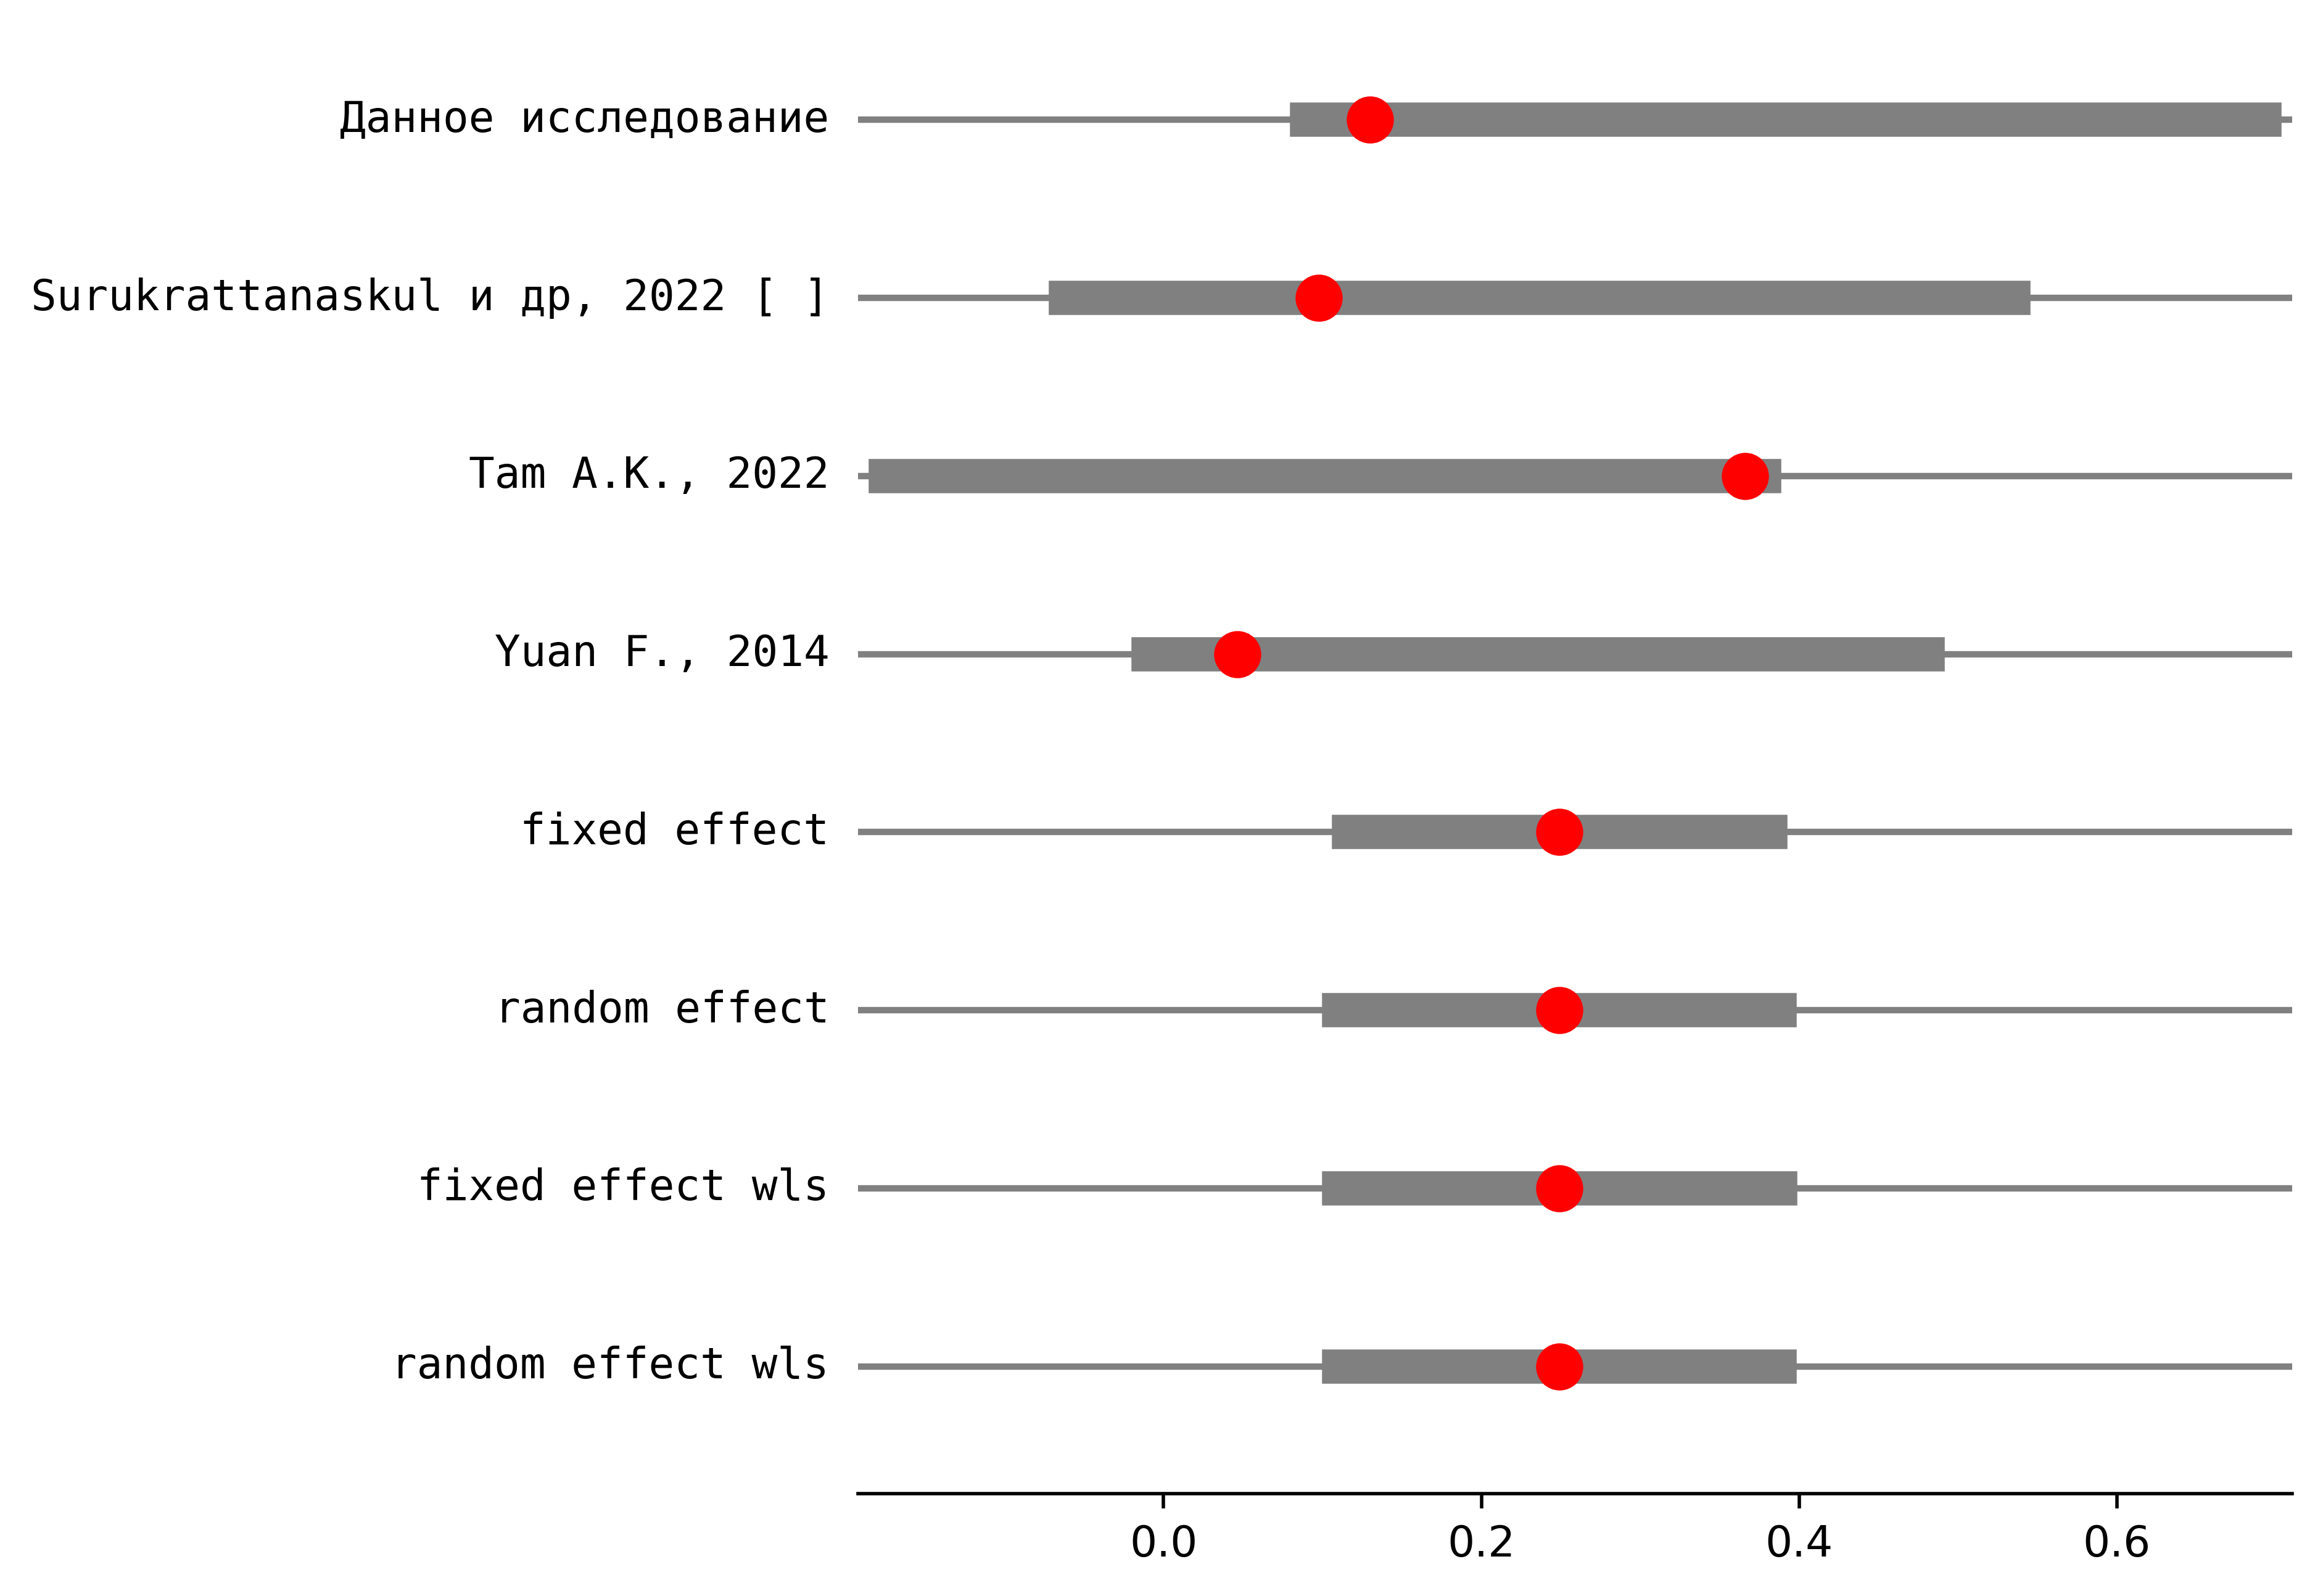 Данное исследование
Surukrattanaskul и др, 2022 [ ]
Tam A.K., 2022
Yuan F., 2014
fixed effect
random effect
fixed effect wls
random effect wls
0.0 0.2 0.4 0.6